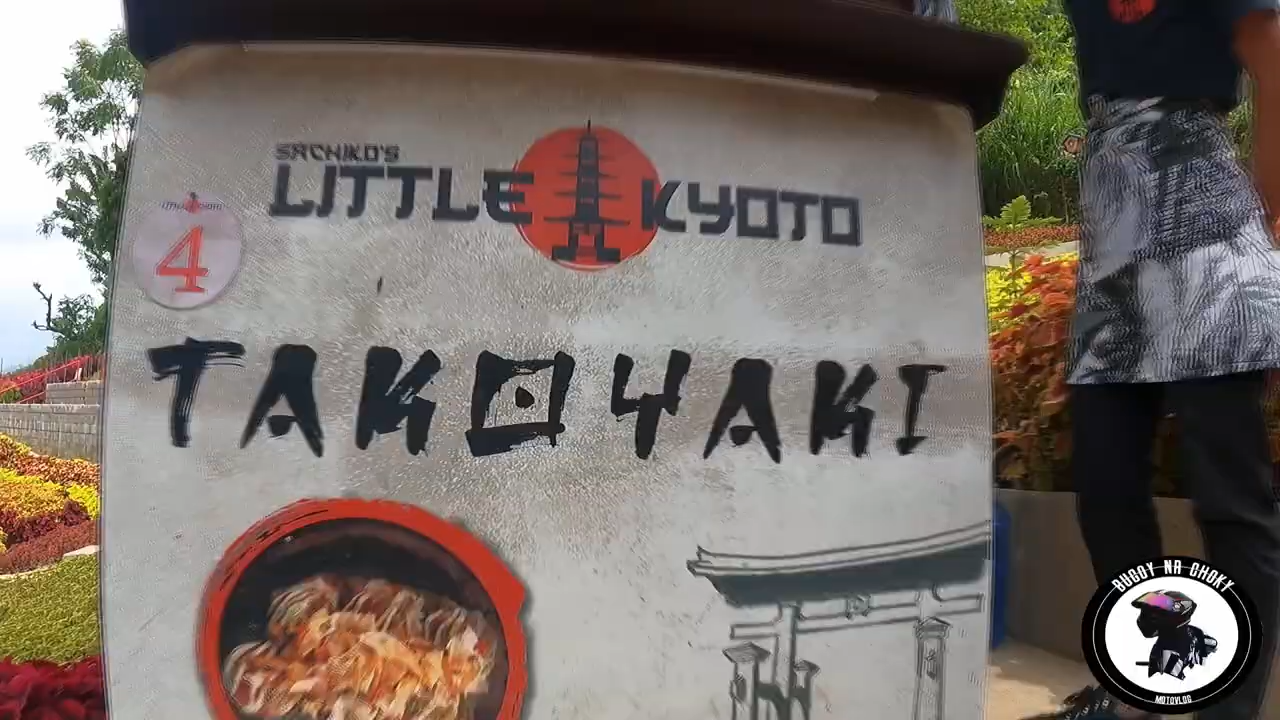 SACHIKO'S
LITTLE KYOTO
4
TAKOYAKI
BUGOY NA CHOKY
MOTOVLOG